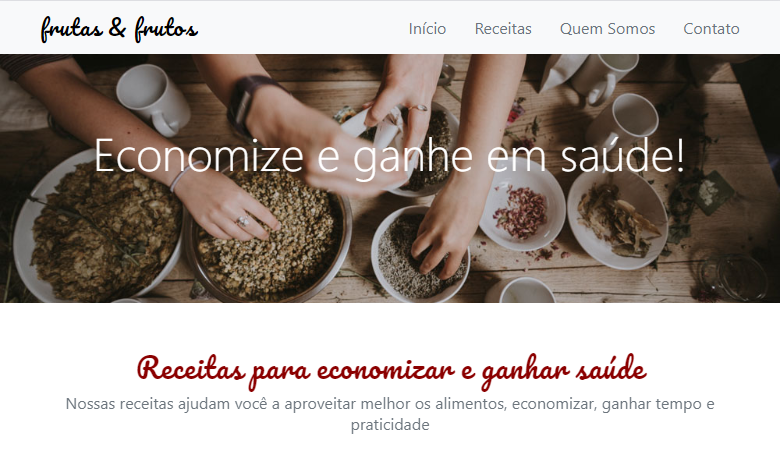 frutas & frutos
Início Receitas Quem Somos Contato
Economize e ganhe em saúde!
Receitas para economizar e ganhar saúde
Nossas receitas ajudam você a aproveitar melhor os alimentos, economizar, ganhar tempo e
praticidade